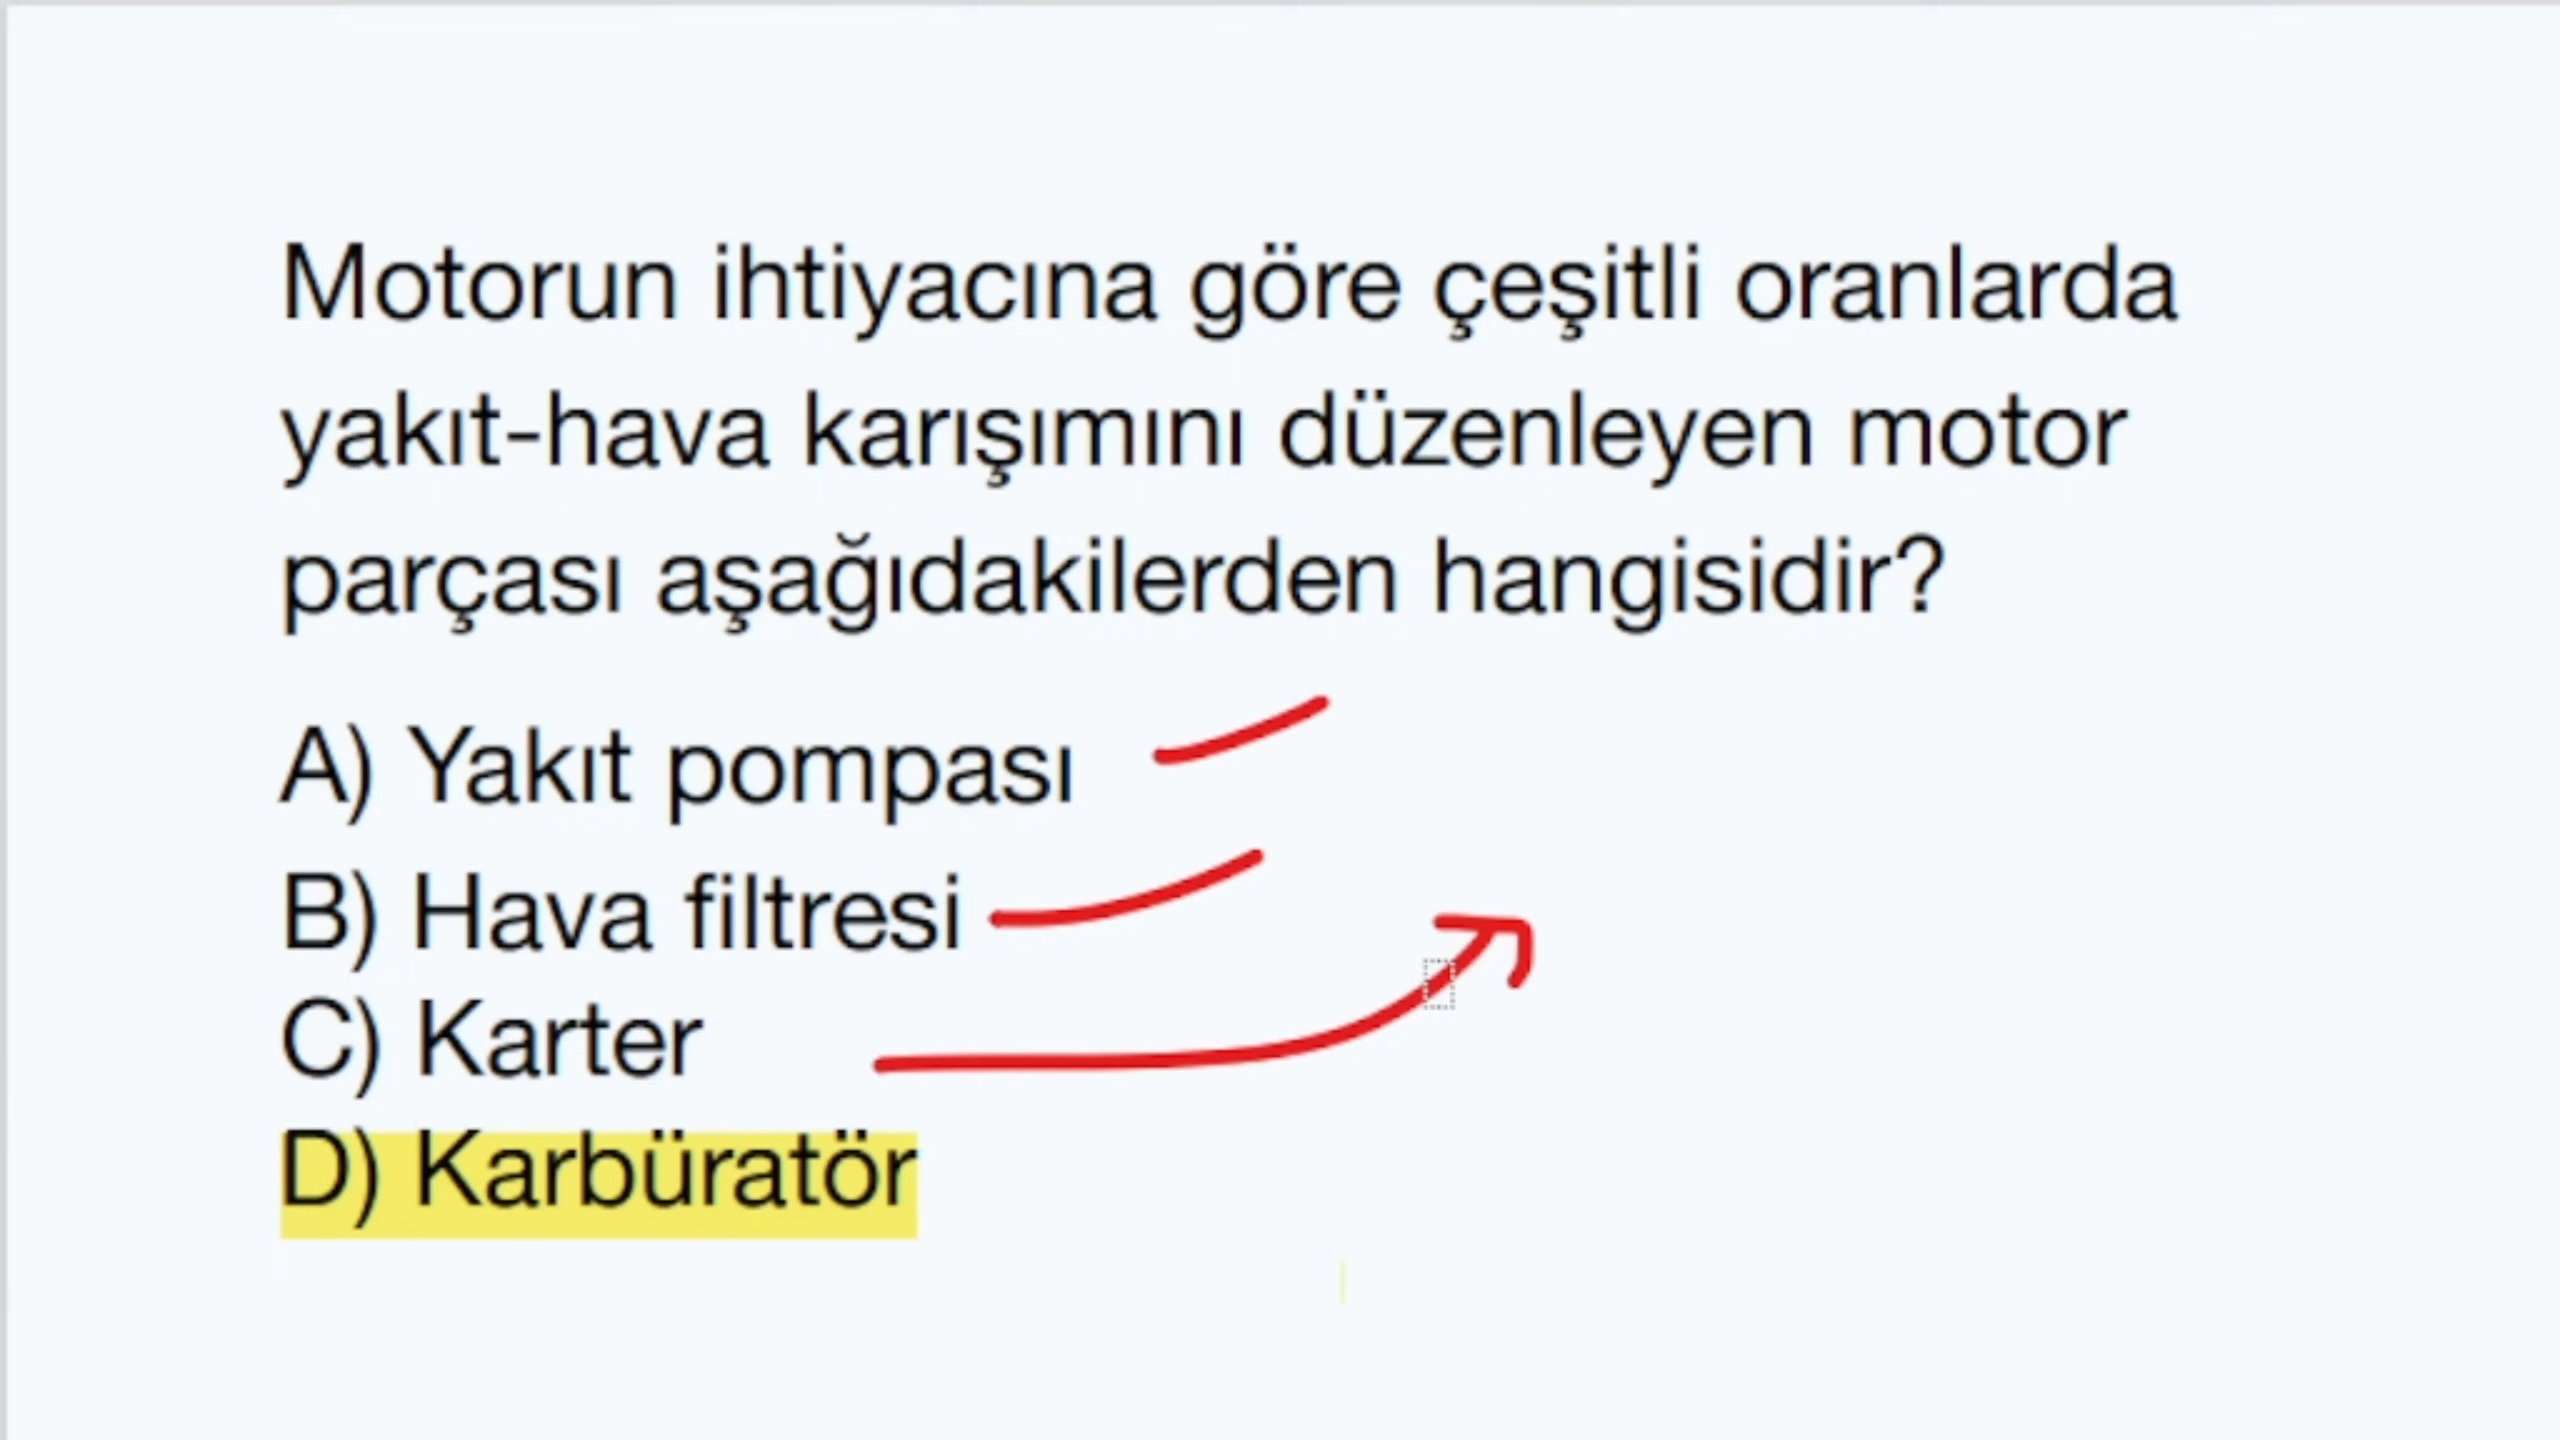 Motorun ihtiyacına göre çeşitli oranlarda
yakıt-hava karışımını düzenleyen motor
parçası aşağıdakilerden hangisidir?
A) Yakıt pompası
B) Hava filtresi
C) Karter
D) Karbüratör